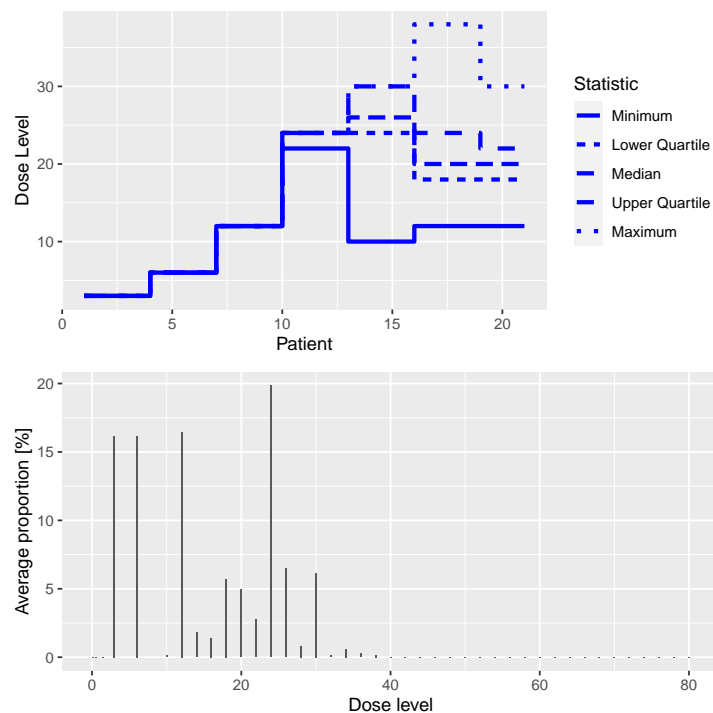 30
20
10
Dose Level
0 5 10 15 20
Patient
Statistic
Minimum
Lower Quartile
Median
Upper Quartile
Maximum
20
15
10
5
0
Average proportion [%]
0 20 40 60 80
Dose level